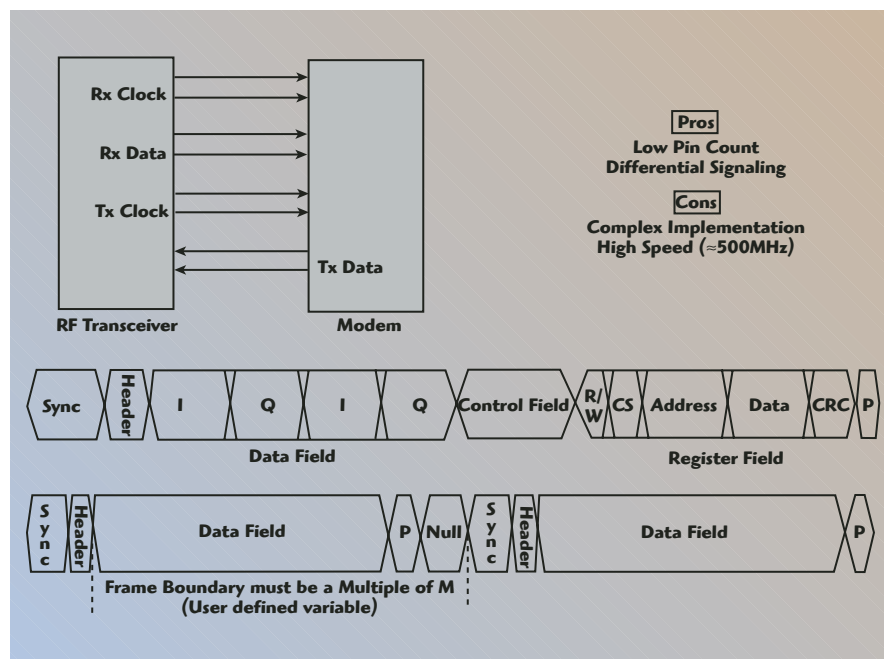 Rx Clock
Rx Data
Tx Clock
Tx Data
RF Transceiver
Modem
Pros
Low Pin Count
Differential Signaling
Cons
Complex Implementation
High Speed (≈500MHz)
Sync Header I Q I Q Control Field R/W CS Address Data CRC P
Data Field
Register Field
Sync Header Data Field P Null Sync Header Data Field P
Frame Boundary must be a Multiple of M
(User defined variable)